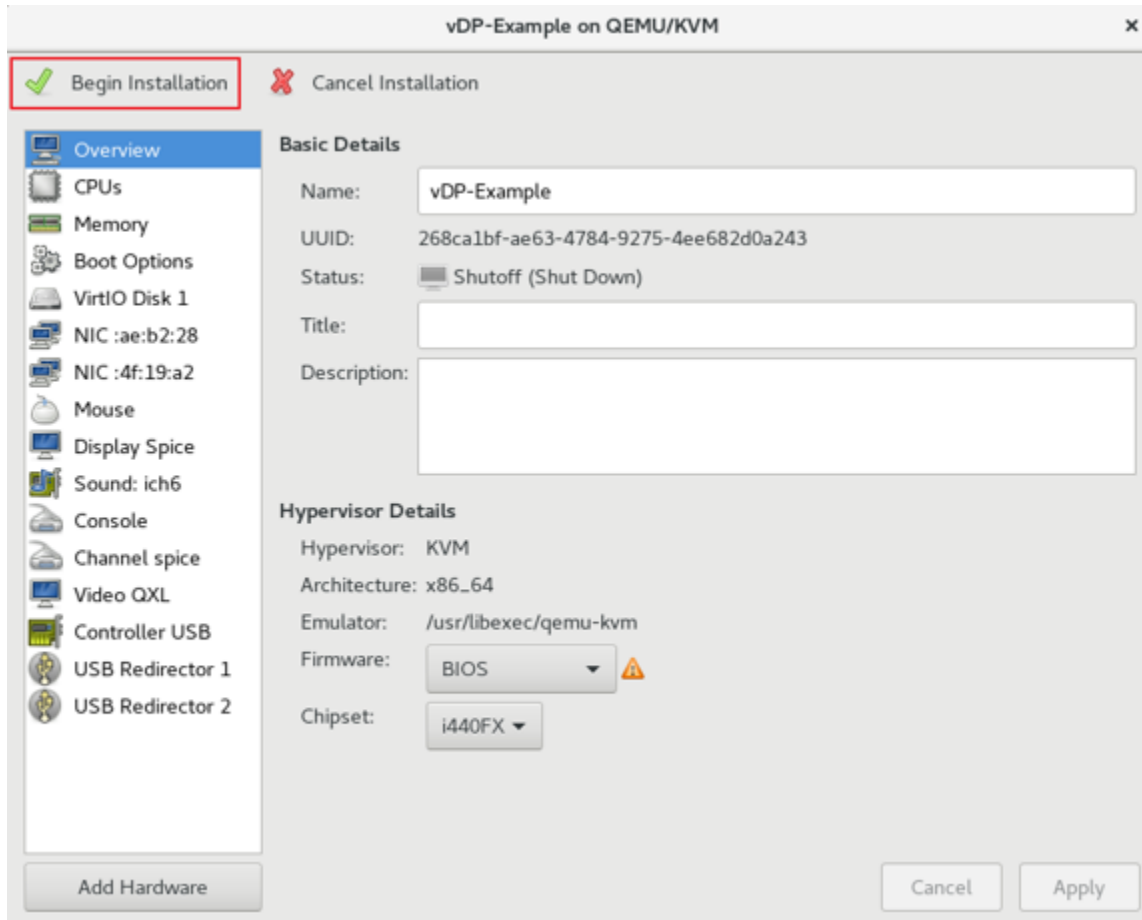 vDP-Example on QEMU/KVM
Begin Installation
Cancel Installation
Overview
CPUs
Memory
Boot Options
VirtIO Disk 1
NIC :ae:b2:28
NIC :4f:19:a2
Mouse
Display Spice
Sound: ich6
Console
Channel spice
Video QXL
Controller USB
USB Redirector 1
USB Redirector 2
Add Hardware
Basic Details
Name: vDP-Example
UUID: 268ca1bf-ae63-4784-9275-4ee682d0a243
Status: Shutoff (Shut Down)
Title:
Description:
Hypervisor Details
Hypervisor: KVM
Architecture: x86_64
Emulator: /usr/libexec/qemu-kvm
Firmware: BIOS
Chipset: i440FX
Cancel
Apply